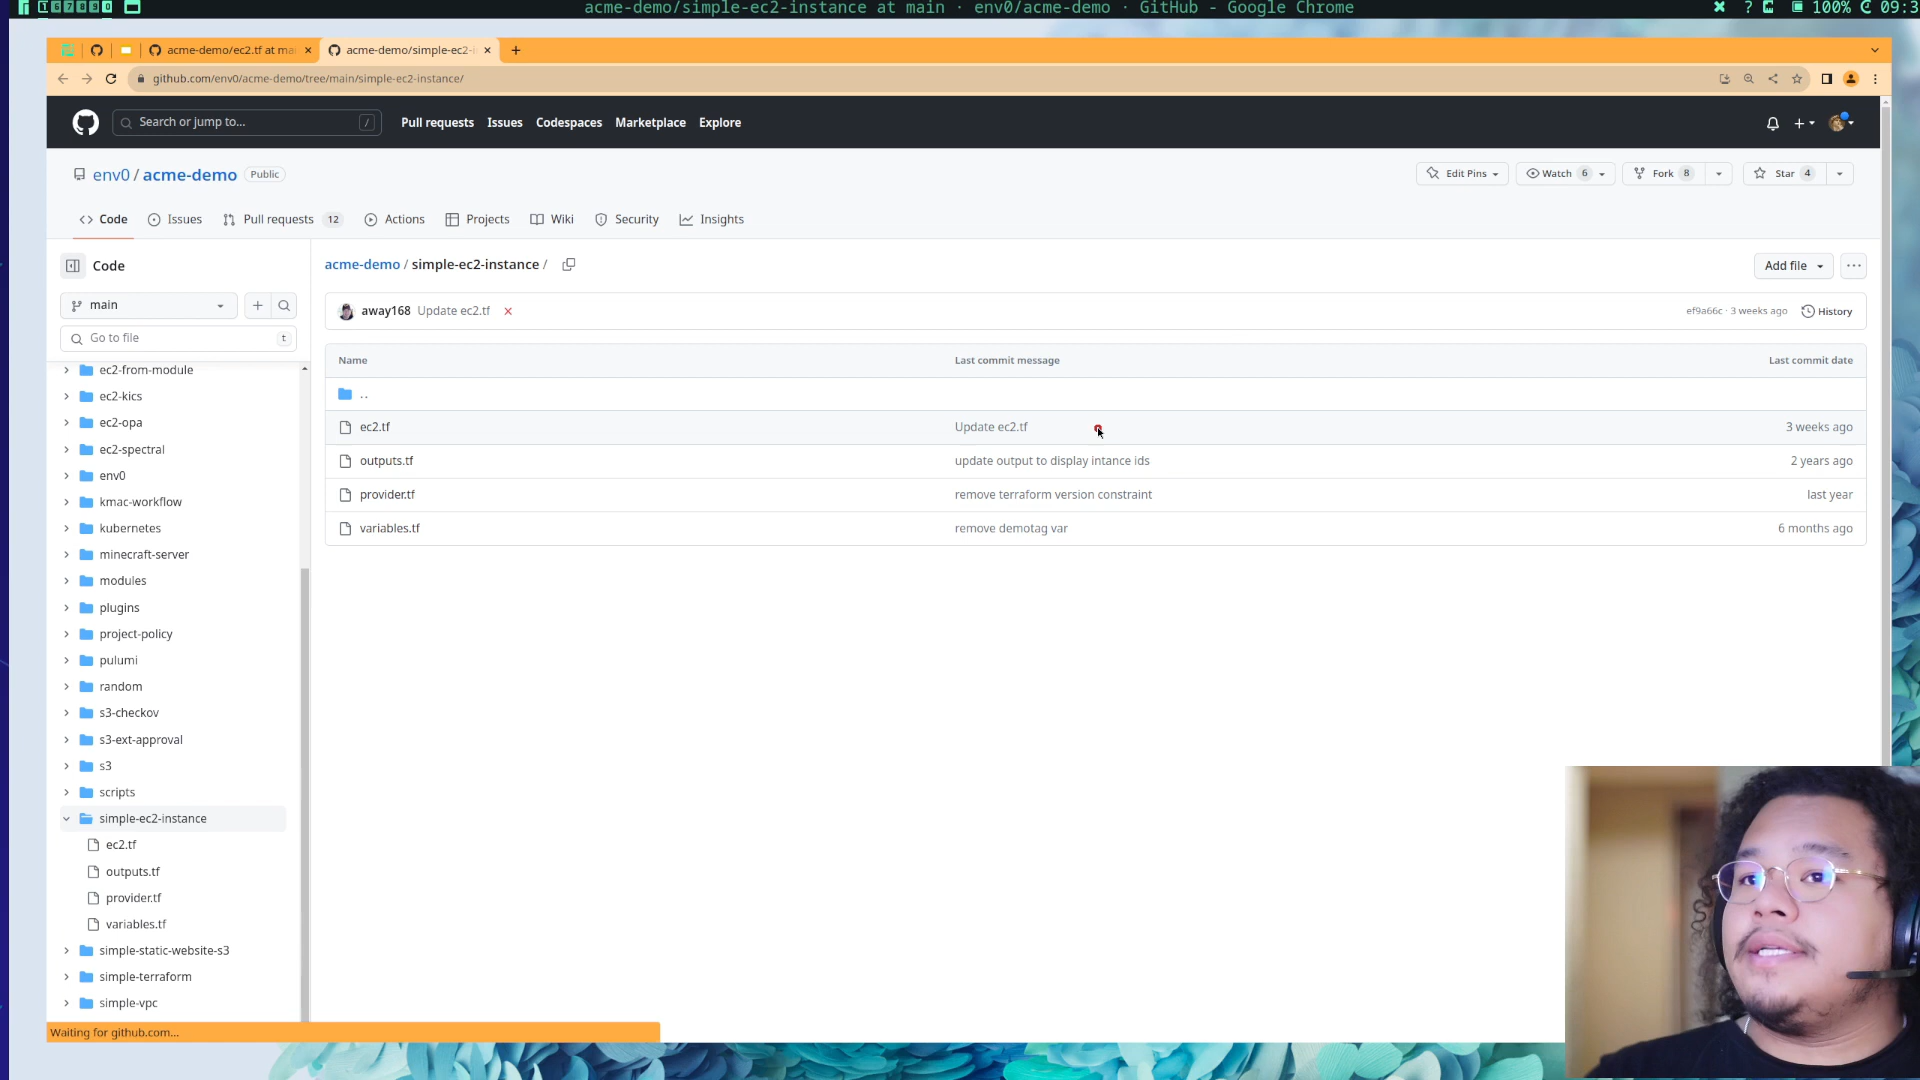 1 6 7 8 9 0
acme-demo/simple-ec2-instance at main · env0/acme-demo · GitHub - Google Chrome
? 100% 09:3
acme-demo/ec2.tf at ma
acme-demo/simple-ec2-i
github.com/env0/acme-demo/tree/main/simple-ec2-instance/
Search or jump to... /
Pull requests Issues Codespaces Marketplace Explore
env0 / acme-demo Public
Edit Pins Watch 6 Fork 8 Star 4
Code Issues Pull requests 12 Actions Projects Wiki Security Insights
Code
main
Go to file t
ec2-from-module
ec2-kics
ec2-opa
ec2-spectral
env0
kmac-workflow
kubernetes
minecraft-server
modules
plugins
project-policy
pulumi
random
s3-checkov
s3-ext-approval
s3
scripts
simple-ec2-instance
ec2.tf
outputs.tf
provider.tf
variables.tf
simple-static-website-s3
simple-terraform
simple-vpc
acme-demo / simple-ec2-instance /
Add file
away168 Update ec2.tf
ef9a66c · 3 weeks ago History
Name Last commit message Last commit date
..
ec2.tf Update ec2.tf 3 weeks ago
outputs.tf update output to display intance ids 2 years ago
provider.tf remove terraform version constraint last year
variables.tf remove demotag var 6 months ago
Waiting for github.com...